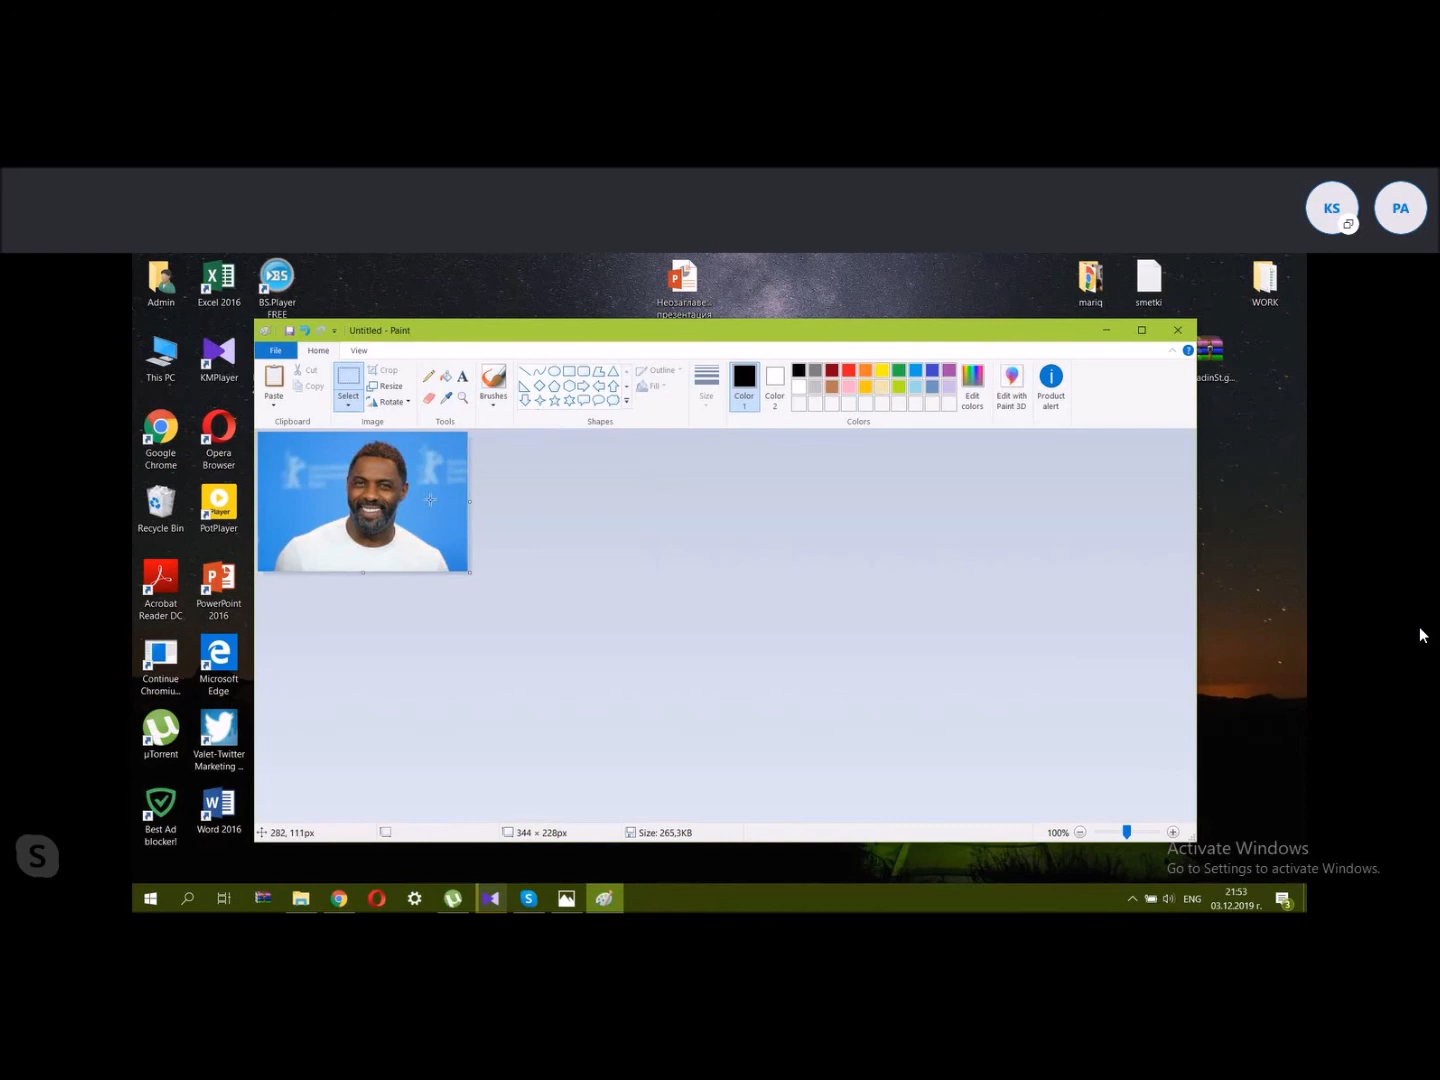 KS
PA
Admin
Excel 2016
BS.Player
FREE
Неозаглаве...
презентация
mariq
smetki
WORK
Untitled - Paint
File
Home
View
This PC
KMPlayer
Paste
Cut
Copy
Clipboard
Select
Crop
Resize
Rotate
Image
A
Tools
Brushes
Shapes
Outline
Fill
Size
Color
1
Color
2
Edit
colors
Colors
Edit with
Paint 3D
Product
alert
adinSt.g...
Google
Chrome
Opera
Browser
Recycle Bin
Player
PotPlayer
Acrobat
Reader DC
PowerPoint
2016
Continue
Chromiu...
Microsoft
Edge
µTorrent
Valet-Twitter
Marketing ...
Best Ad
blocker!
Word 2016
282, 111px
344 × 228px
Size: 265,3KB
100%
Activate Windows
Go to Settings to activate Windows.
S
ENG
21:53
03.12.2019 г.
3